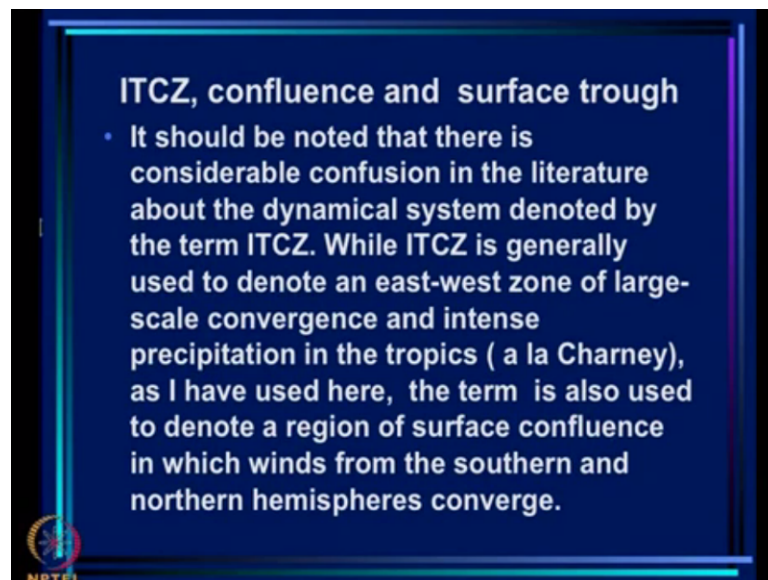 ITCZ, confluence and surface trough
• It should be noted that there is
considerable confusion in the literature
about the dynamical system denoted by
the term ITCZ. While ITCZ is generally
used to denote an east-west zone of large-
scale convergence and intense
precipitation in the tropics ( a la Charney),
as I have used here, the term is also used
to denote a region of surface confluence
in which winds from the southern and
northern hemispheres converge.
NPTEL